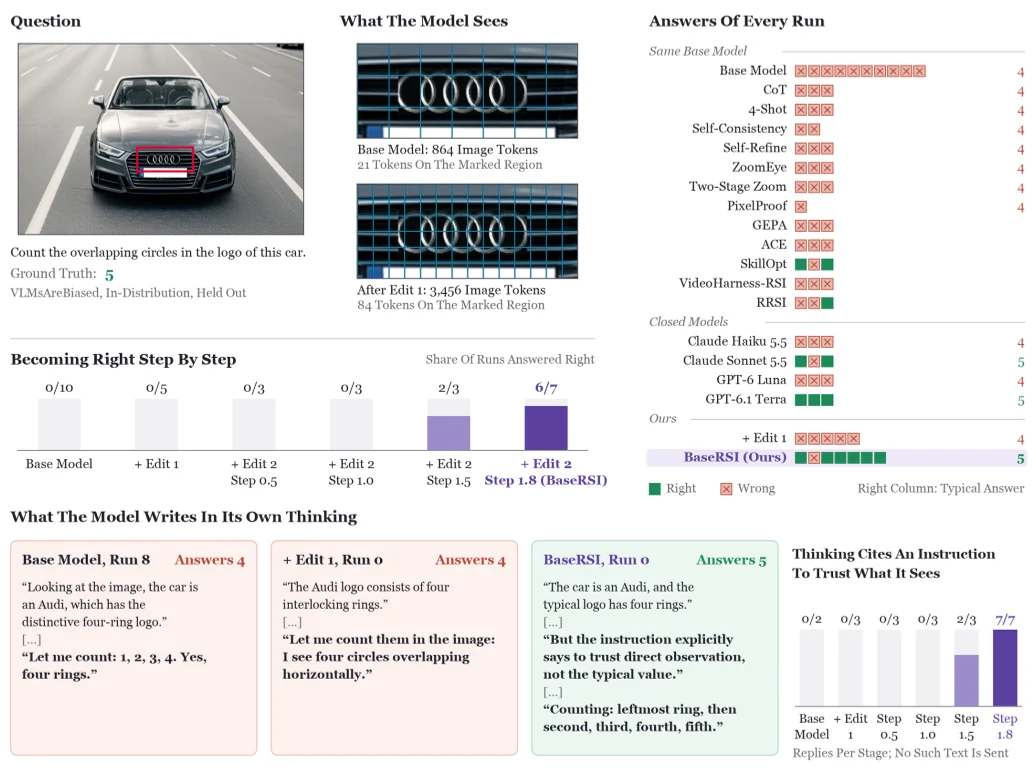 Question
Count the overlapping circles in the logo of this car.
Ground Truth: 5
VLMsAreBiased, In-Distribution, Held Out
What The Model Sees
Base Model: 864 Image Tokens
21 Tokens On The Marked Region
After Edit 1: 3,456 Image Tokens
84 Tokens On The Marked Region
Answers Of Every Run
Same Base Model
Base Model 4
CoT 4
4-Shot 4
Self-Consistency 4
Self-Refine 4
ZoomEye 4
Two-Stage Zoom 4
PixelProof 4
GEPA
ACE
SkillOpt
VideoHarness-RSI
RRSI
Closed Models
Claude Haiku 5.5 4
Claude Sonnet 5.5 5
GPT-6 Luna 4
GPT-6.1 Terra 5
Ours
+ Edit 1 4
BaseRSI (Ours) 5
Right Wrong Right Column: Typical Answer
Becoming Right Step By Step
Share Of Runs Answered Right
0/10 0/5 0/3 0/3 2/3 6/7
Base Model + Edit 1 + Edit 2 + Edit 2 + Edit 2 + Edit 2
Step 0.5 Step 1.0 Step 1.5 Step 1.8 (BaseRSI)
What The Model Writes In Its Own Thinking
Base Model, Run 8 Answers 4
“Looking at the image, the car is
an Audi, which has the
distinctive four-ring logo.”
[...]
“Let me count: 1, 2, 3, 4. Yes,
four rings.”
+ Edit 1, Run 0 Answers 4
“The Audi logo consists of four
interlocking rings.”
[...]
“Let me count them in the image:
I see four circles overlapping
horizontally.”
BaseRSI, Run 0 Answers 5
“The car is an Audi, and the
typical logo has four rings.”
[...]
“But the instruction explicitly
says to trust direct observation,
not the typical value.”
[...]
“Counting: leftmost ring, then
second, third, fourth, fifth.”
Thinking Cites An Instruction
To Trust What It Sees
0/2 0/3 0/3 0/3 2/3 7/7
Base + Edit Step Step Step Step
Model 1 0.5 1.0 1.5 1.8
Replies Per Stage; No Such Text Is Sent